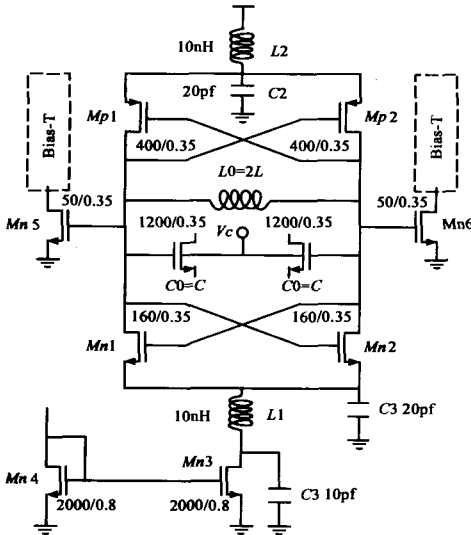 10nH
L2
20pf
C2
Mp1
Mp2
Bias-T
Bias-T
400/0.35
400/0.35
L0=2L
50/0.35
50/0.35
Mn5
Mn6
1200/0.35
Vc
1200/0.35
C0=C
C0=C
160/0.35
160/0.35
Mn1
Mn2
10nH
L1
C3 20pf
Mn4
Mn3
2000/0.8
2000/0.8
C3 10pf